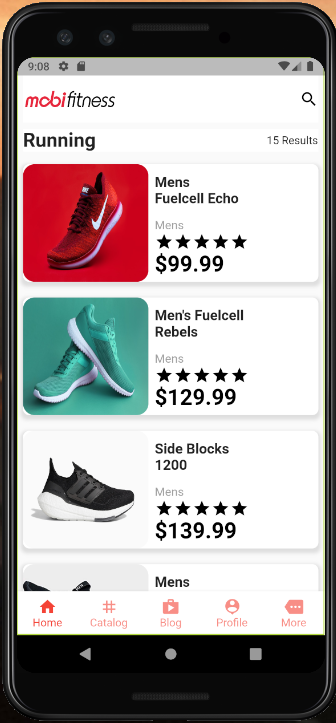 9:08
mobifitness
Running
15 Results
Mens
Fuelcell Echo
Mens
$99.99
Men's Fuelcell
Rebels
Mens
$129.99
Side Blocks
1200
Mens
$139.99
Mens
Home
Catalog
Blog
Profile
More